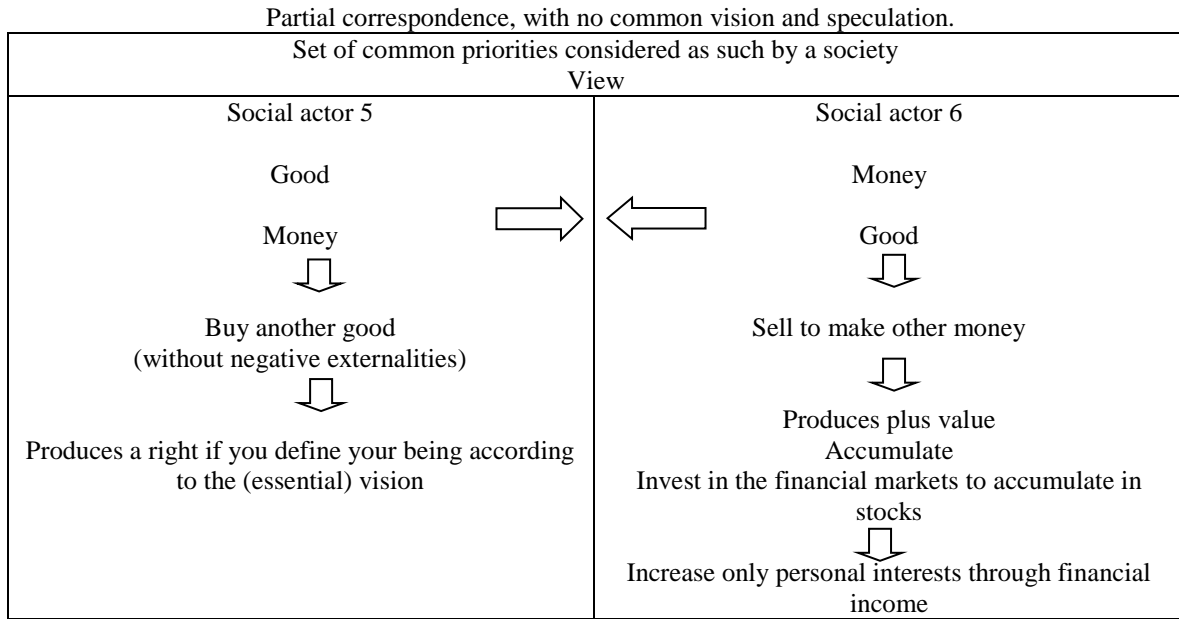 Partial correspondence, with no common vision and speculation.
Set of common priorities considered as such by a society
View
Social actor 5
Good
Money
Buy another good
(without negative externalities)
Produces a right if you define your being according
to the (essential) vision
Social actor 6
Money
Good
Sell to make other money
Produces plus value
Accumulate
Invest in the financial markets to accumulate in
stocks
Increase only personal interests through financial
income